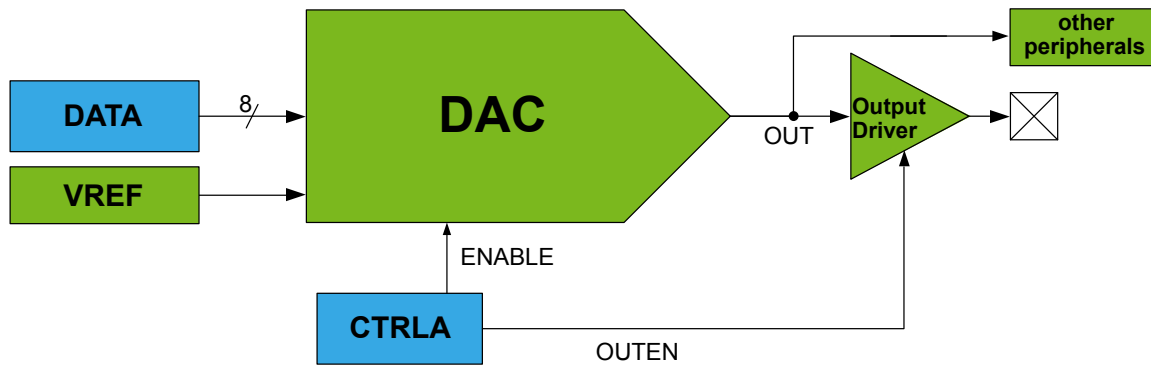 other
peripherals
DATA
8
DAC
Output
Driver
OUT
VREF
ENABLE
CTRLA
OUTEN